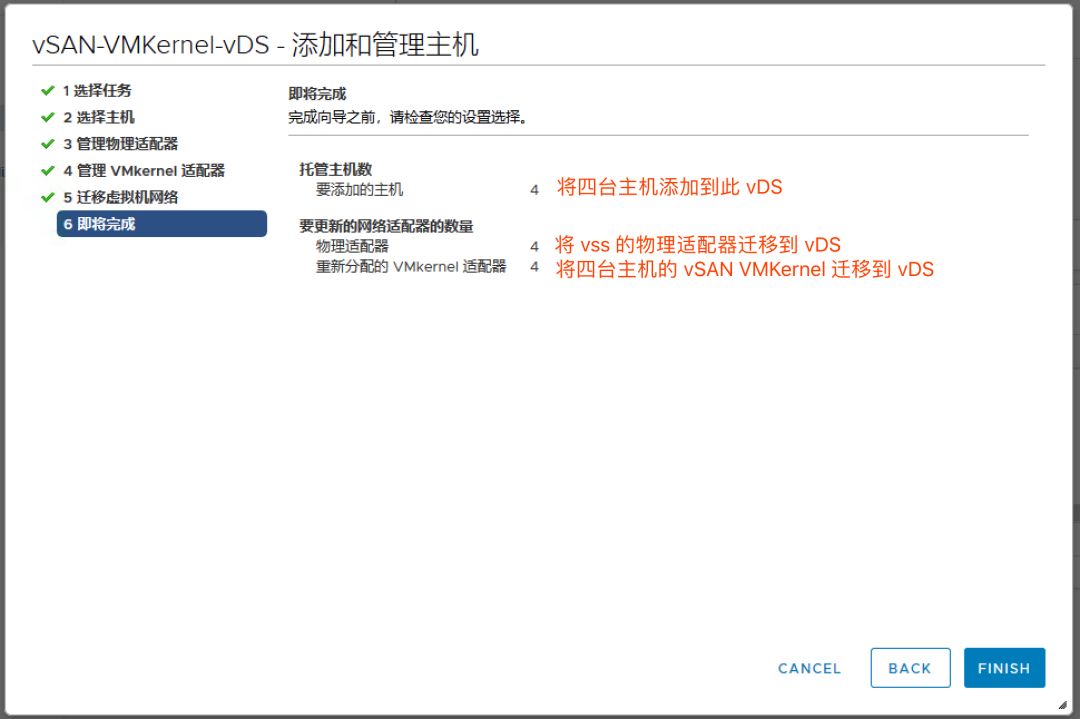 vSAN-VMKernel-vDS - 添加和管理主机
1 选择任务
2 选择主机
3 管理物理适配器
4 管理 VMkernel 适配器
5 迁移虚拟机网络
6 即将完成
即将完成
完成向导之前，请检查您的设置选择。
托管主机数
要添加的主机 4 将四台主机添加到此 vDS
要更新的网络适配器的数量
物理适配器 4 将 vss 的物理适配器迁移到 vDS
重新分配的 VMkernel 适配器 4 将四台主机的 vSAN VMKernel 迁移到 vDS
CANCEL BACK FINISH